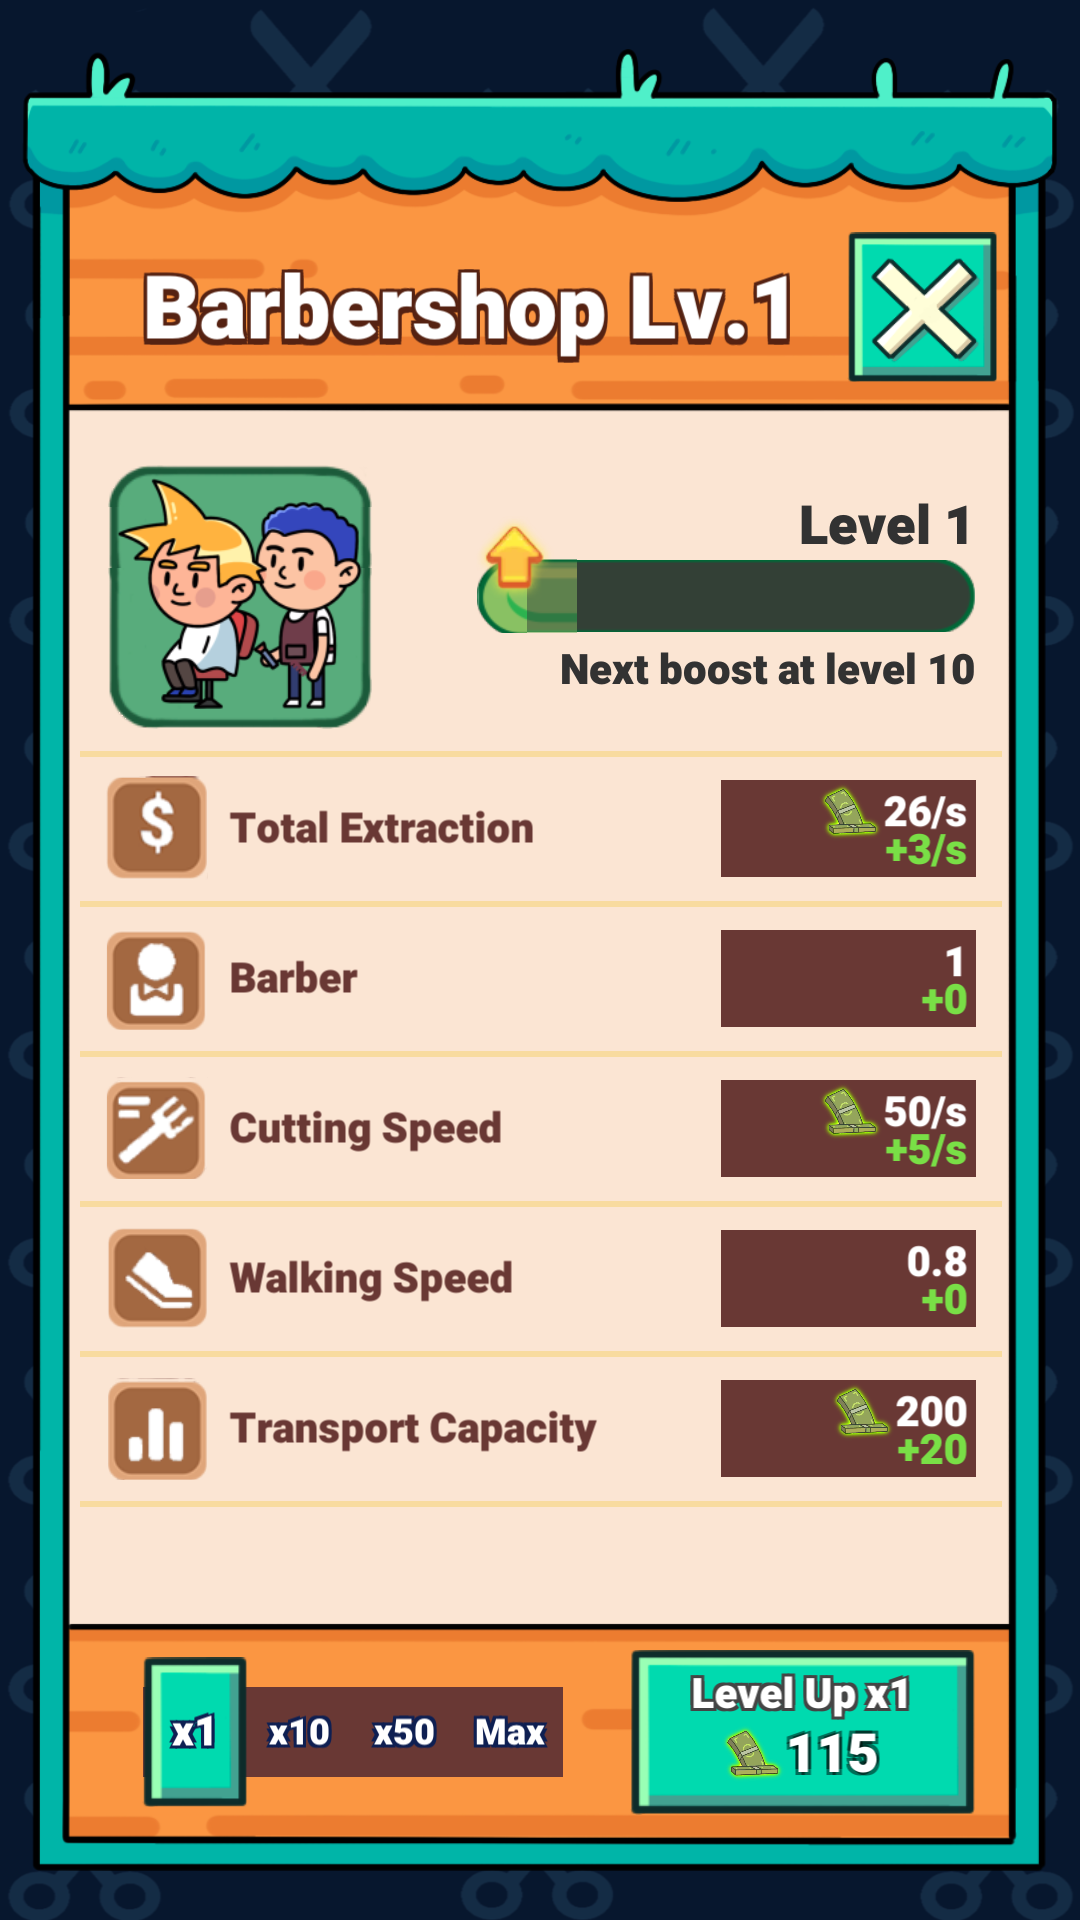 Barbershop Lv.1
Level 1
Next boost at level 10
$
Total Extraction
26/s
+3/s
Barber
1
+0
Cutting Speed
50/s
+5/s
Walking Speed
0.8
+0
Transport Capacity
200
+20
x1 x10 x50 Max
Level Up x1
115